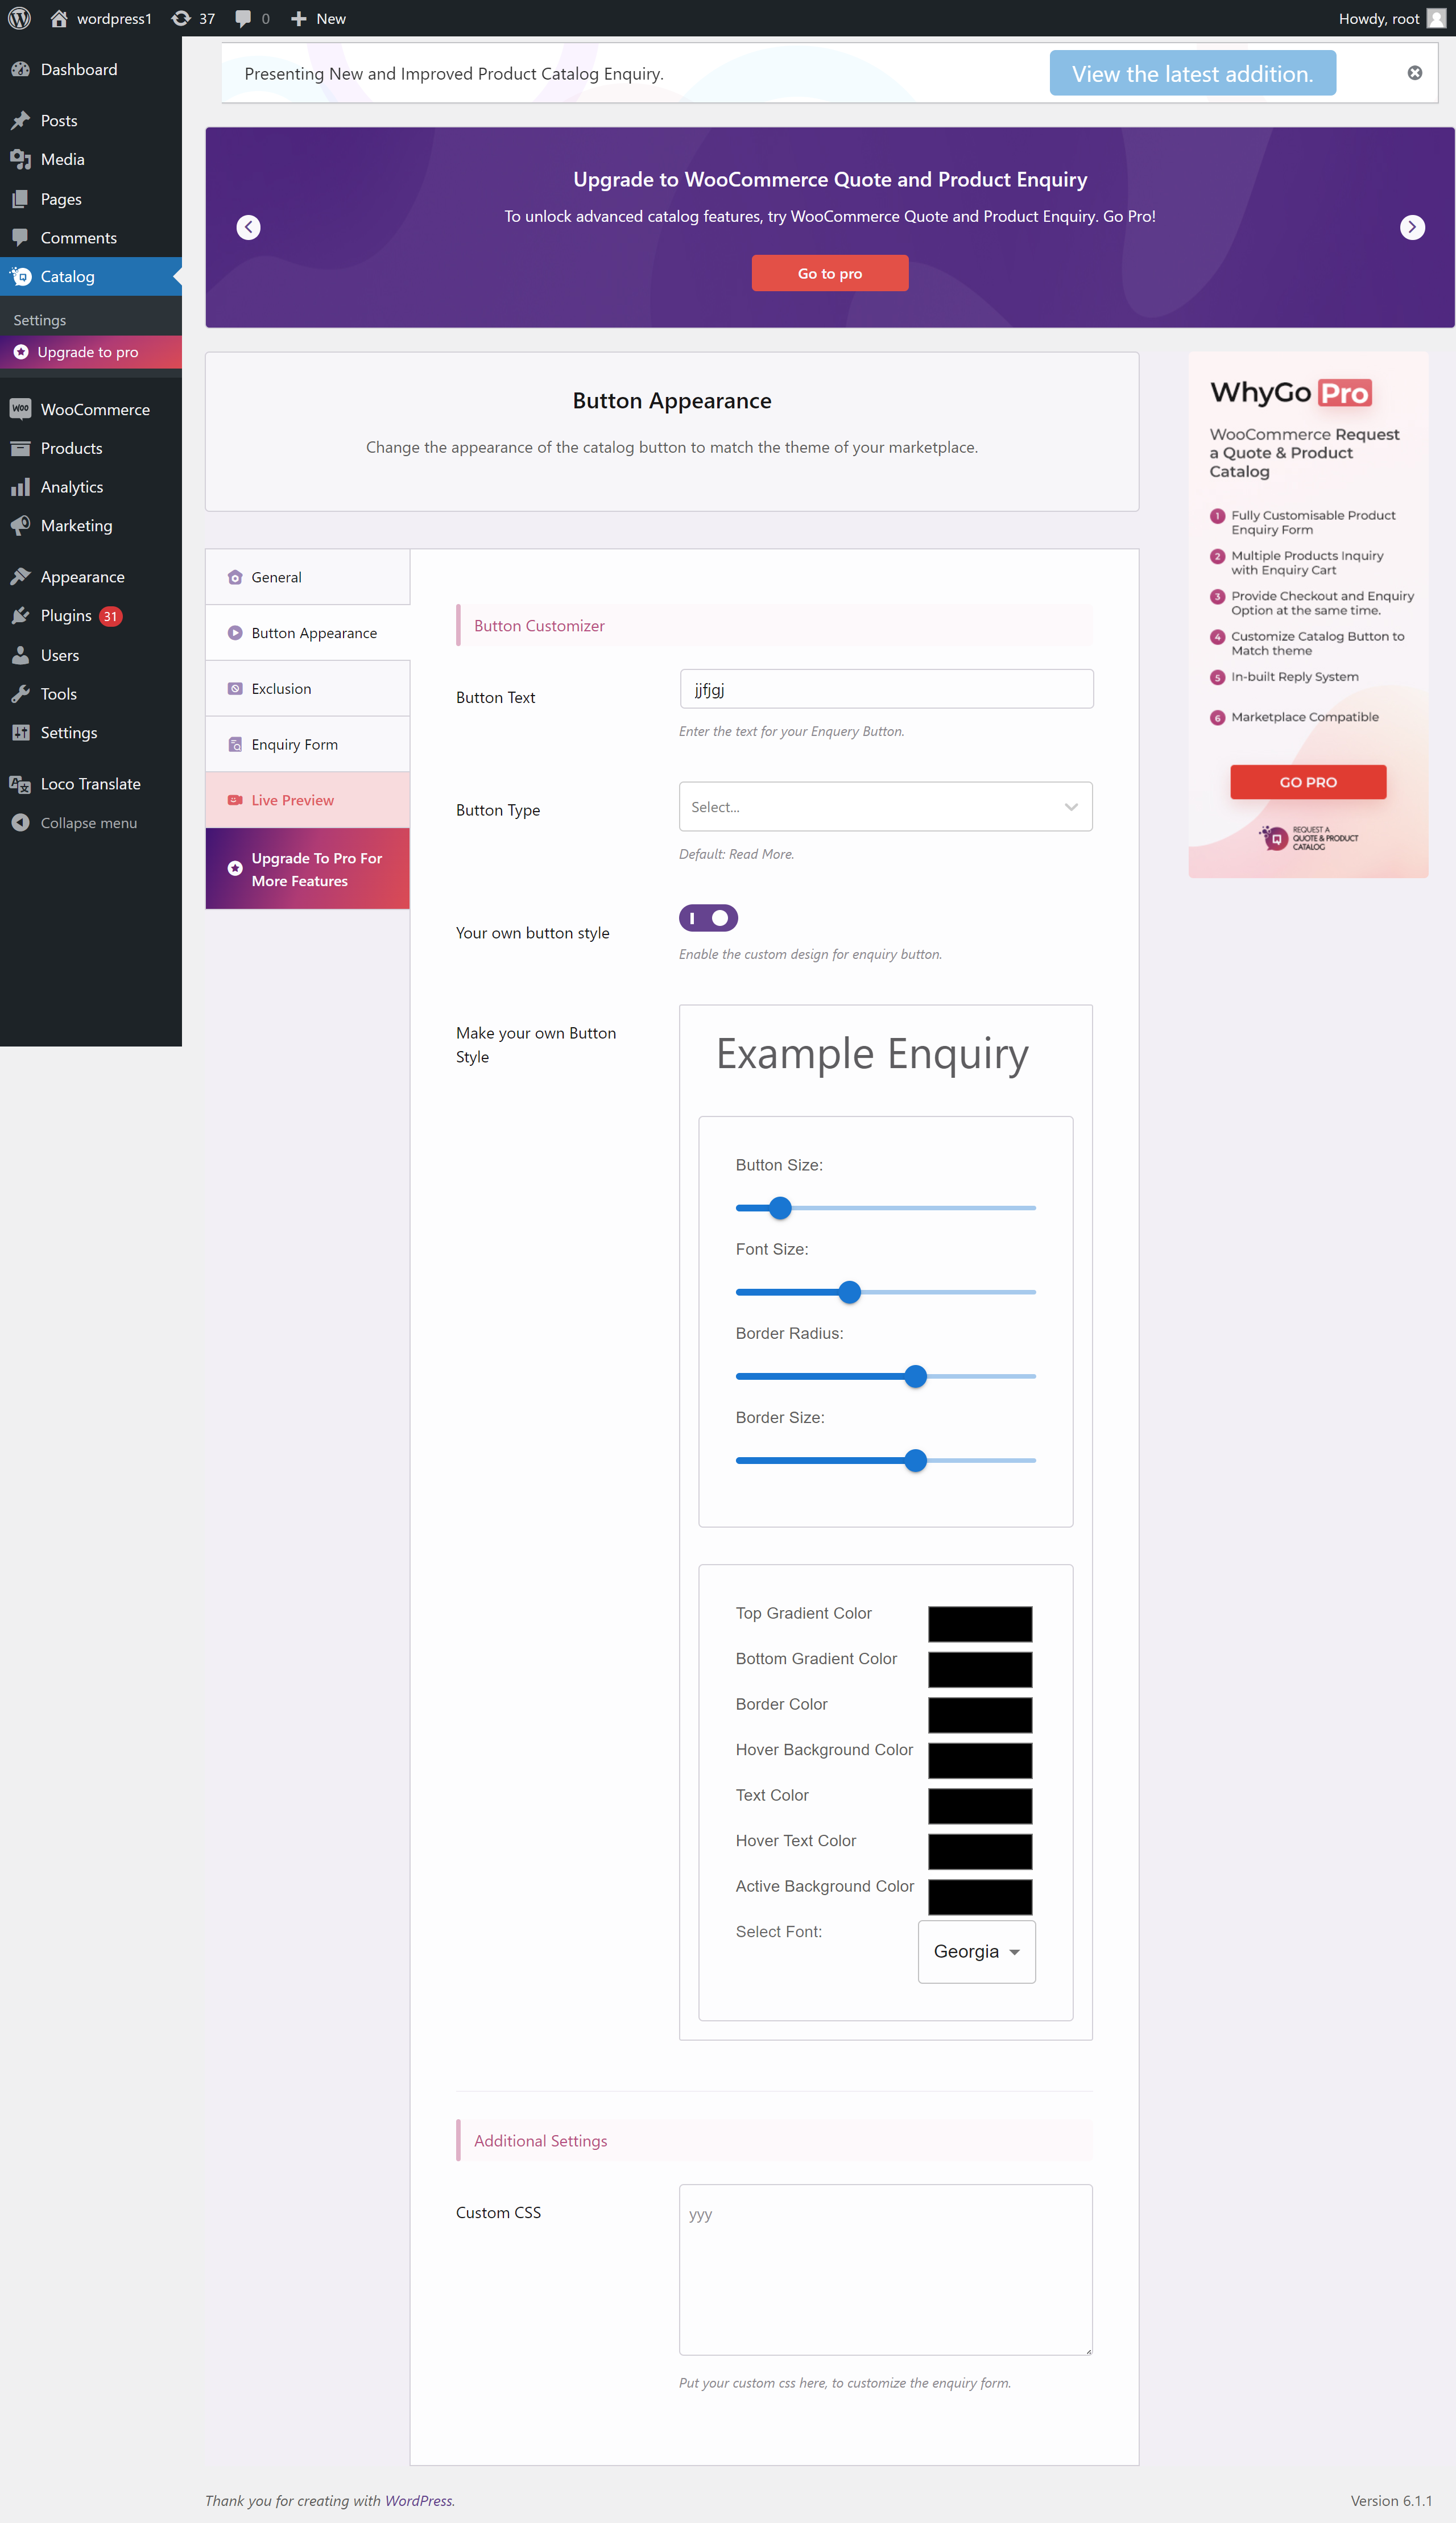 wordpress1
37
0
New
Howdy, root
Dashboard
Posts
Media
Pages
Comments
Catalog
Settings
Upgrade to pro
WOO
WooCommerce
Products
Analytics
Marketing
Appearance
Plugins 31
Users
Tools
Settings
Loco Translate
Collapse menu
Presenting New and Improved Product Catalog Enquiry.
View the latest addition.
Upgrade to WooCommerce Quote and Product Enquiry
To unlock advanced catalog features, try WooCommerce Quote and Product Enquiry. Go Pro!
Go to pro
Button Appearance
Change the appearance of the catalog button to match the theme of your marketplace.
General
Button Appearance
Exclusion
Enquiry Form
Live Preview
Upgrade To Pro For
More Features
Button Customizer
Button Text
jjfjgj
Enter the text for your Enquery Button.
Button Type
Select...
Default: Read More.
Your own button style
Enable the custom design for enquiry button.
Make your own Button
Style
Example Enquiry
Button Size:
Font Size:
Border Radius:
Border Size:
Top Gradient Color
Bottom Gradient Color
Border Color
Hover Background Color
Text Color
Hover Text Color
Active Background Color
Select Font:
Georgia
Additional Settings
Custom CSS
yyy
Put your custom css here, to customize the enquiry form.
WhyGo Pro
WooCommerce Request
a Quote & Product
Catalog
1 Fully Customisable Product
Enquiry Form
2 Multiple Products Inquiry
with Enquiry Cart
3 Provide Checkout and Enquiry
Option at the same time.
4 Customize Catalog Button to
Match theme
5 In-built Reply System
6 Marketplace Compatible
GO PRO
REQUEST A
QUOTE & PRODUCT
CATALOG
Thank you for creating with WordPress.
Version 6.1.1